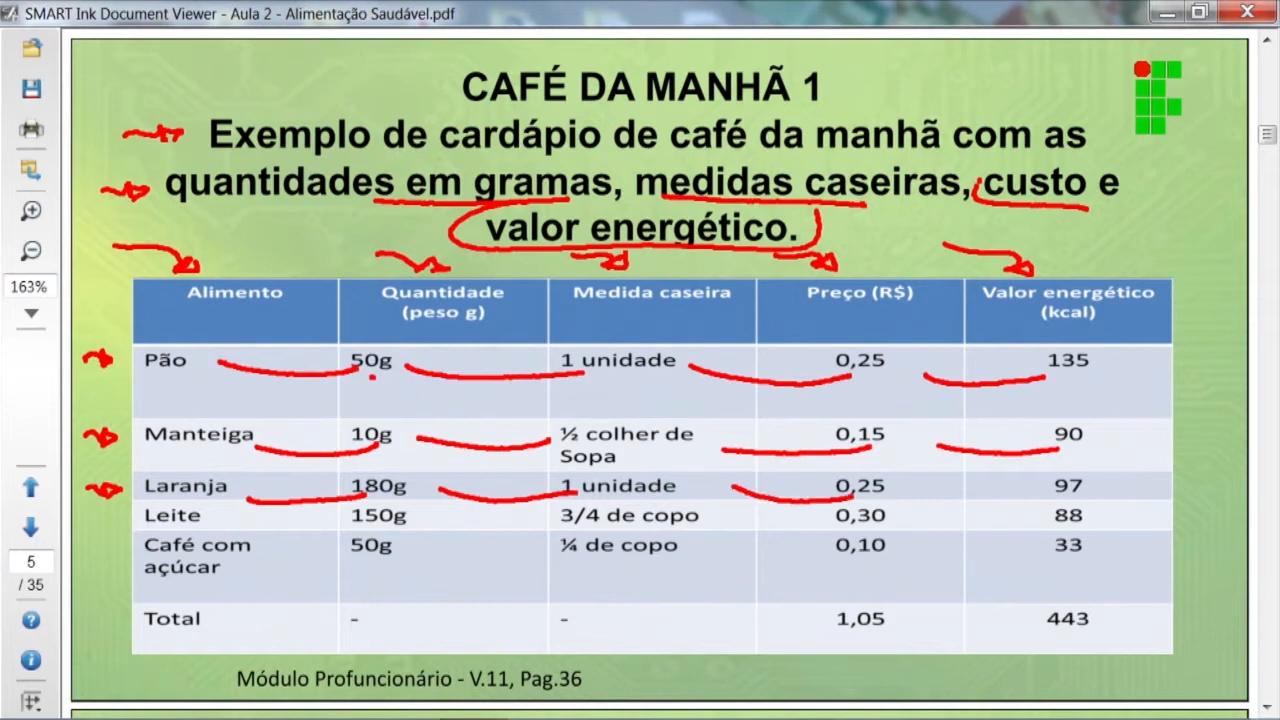 SMART Ink Document Viewer - Aula 2 - Alimentação Saudável.pdf
CAFÉ DA MANHÃ 1
Exemplo de cardápio de café da manhã com as
quantidades em gramas, medidas caseiras, custo e
valor energético.
163%
Alimento Quantidade (peso g) Medida caseira Preço (R$) Valor energético (kcal)
Pão 50g 1 unidade 0,25 135
Manteiga 10g ½ colher de Sopa 0,15 90
Laranja 180g 1 unidade 0,25 97
Leite 150g 3/4 de copo 0,30 88
Café com açúcar 50g ¼ de copo 0,10 33
Total - - 1,05 443
5
/ 35
Módulo Profuncionário - V.11, Pag.36